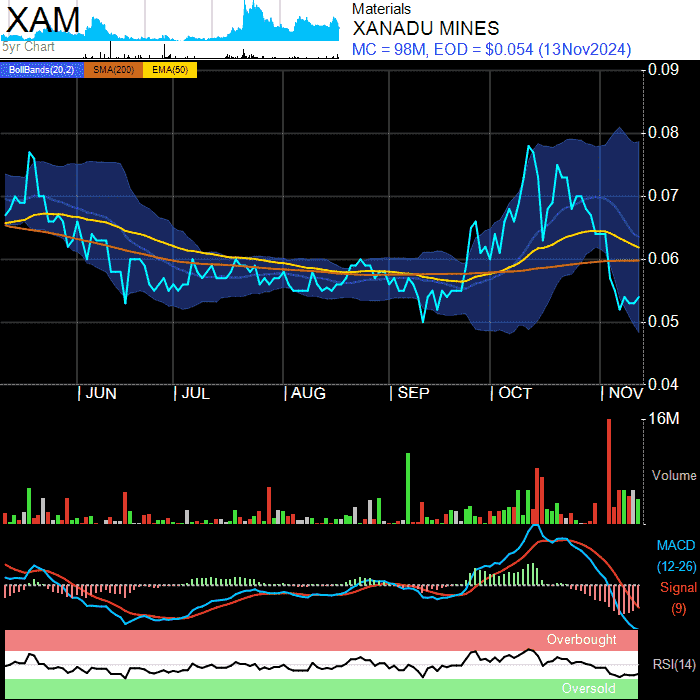 XAM
5yr Chart
Materials
XANADU MINES
MC = 98M, EOD = $0.054 (13Nov2024)
BollBands(20,2) SMA(200) EMA(50)
0.09
0.08
0.07
0.06
0.05
0.04
JUN JUL AUG SEP OCT NOV
16M
Volume
MACD
(12-26)
Signal
(9)
Overbought
RSI(14)
Oversold